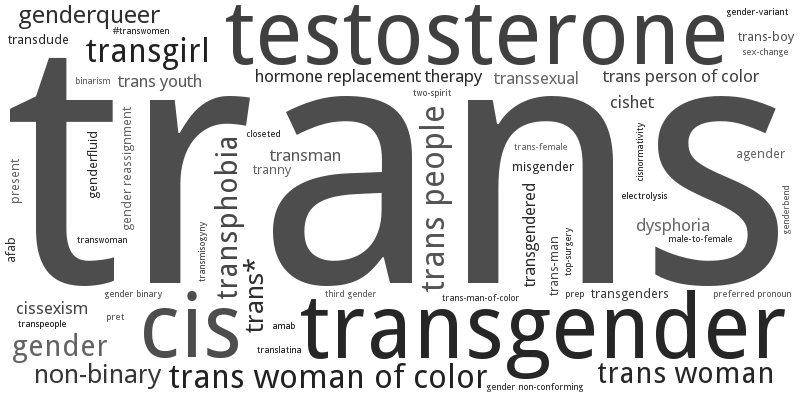 genderqueer
#transwomen
transdude
transgirl
testosterone
gender-variant
trans-boy
sex-change
binarism
trans youth
hormone replacement therapy
transsexual
trans person of color
two-spirit
cishet
trans
present
genderfluid
gender reassignment
closeted
transman
tranny
transphobia
trans people
trans-female
misgender
cisnormativity
agender
electrolysis
genderbend
afab
transwoman
transmisogyny
transgendered
trans-man
top-surgery
dysphoria
male-to-female
trans*
gender binary
third gender
trans-man-of-color
prep
transgenders
preferred pronoun
cissexism
transpeople
pret
cis
amab
transgender
gender
translatina
non-binary
trans woman of color
gender non-conforming
trans woman